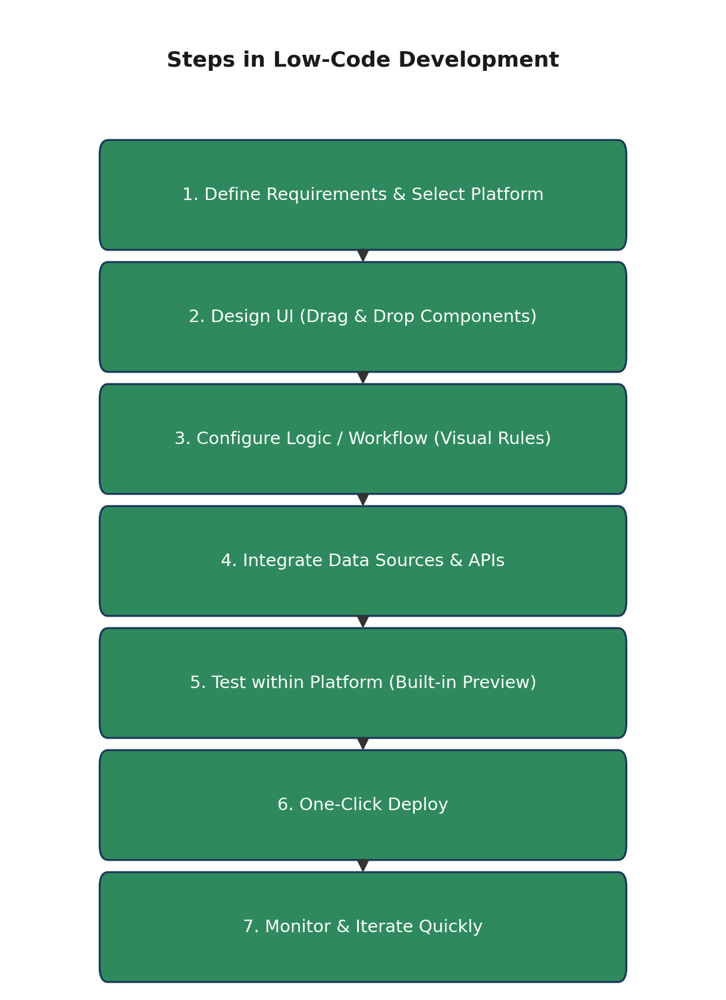 Steps in Low-Code Development
1. Define Requirements & Select Platform
2. Design UI (Drag & Drop Components)
3. Configure Logic / Workflow (Visual Rules)
4. Integrate Data Sources & APIs
5. Test within Platform (Built-in Preview)
6. One-Click Deploy
7. Monitor & Iterate Quickly